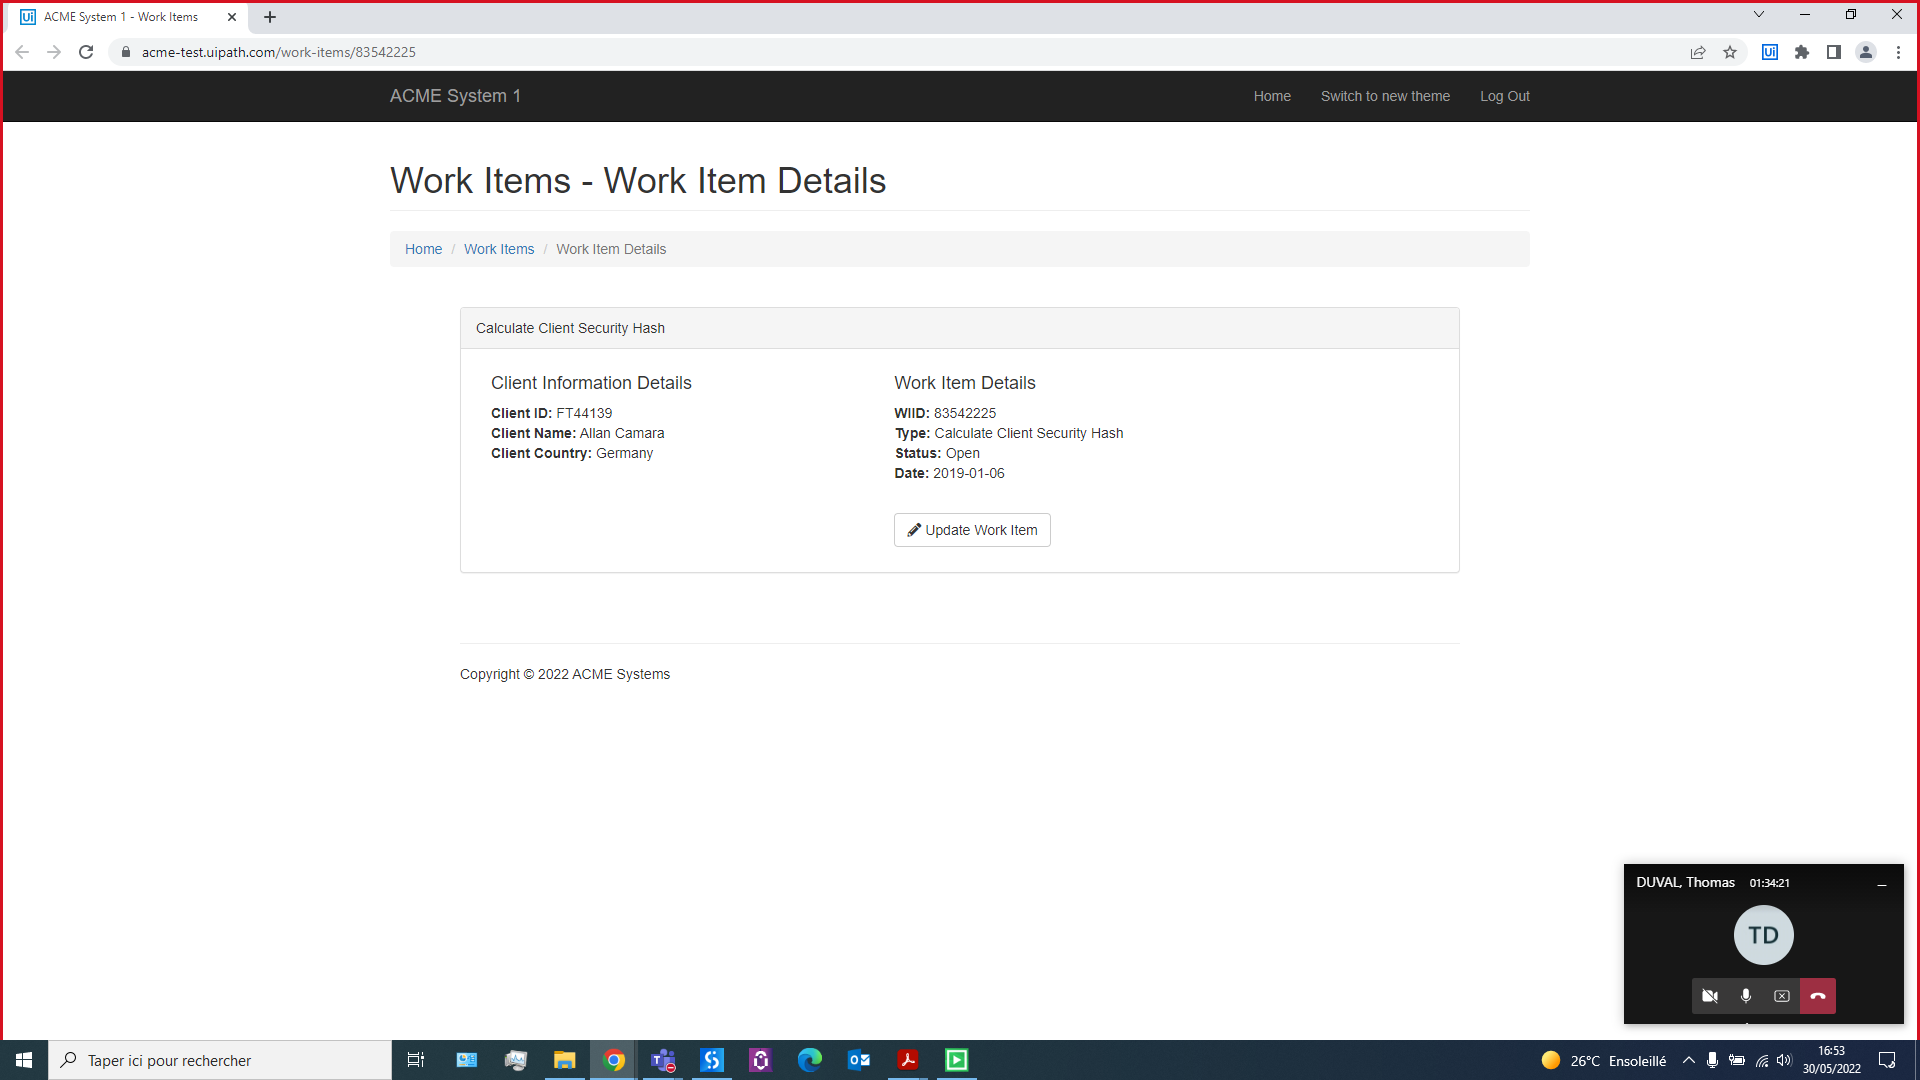 ACME System 1 - Work Items
acme-test.uipath.com/work-items/83542225
ACME System 1
Home
Switch to new theme
Log Out
Work Items - Work Item Details
Home / Work Items / Work Item Details
Calculate Client Security Hash
Client Information Details
Client ID: FT44139
Client Name: Allan Camara
Client Country: Germany
Work Item Details
WIID: 83542225
Type: Calculate Client Security Hash
Status: Open
Date: 2019-01-06
Update Work Item
Copyright © 2022 ACME Systems
DUVAL, Thomas 01:34:21
TD
Taper ici pour rechercher
26°C Ensoleillé
16:53
30/05/2022